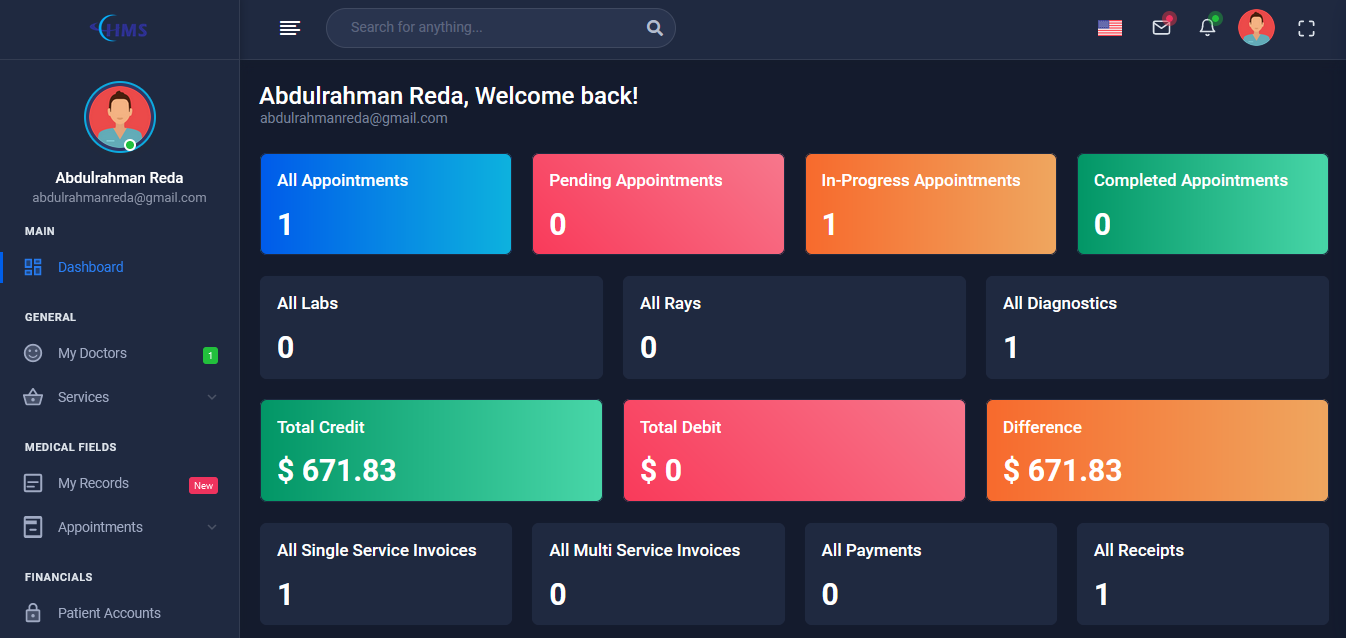 HMS
Search for anything...
Abdulrahman Reda
abdulrahmanreda@gmail.com
MAIN
Dashboard
GENERAL
My Doctors 1
Services
MEDICAL FIELDS
My Records New
Appointments
FINANCIALS
Patient Accounts
Abdulrahman Reda, Welcome back!
abdulrahmanreda@gmail.com
All Appointments
1
Pending Appointments
0
In-Progress Appointments
1
Completed Appointments
0
All Labs
0
All Rays
0
All Diagnostics
1
Total Credit
$ 671.83
Total Debit
$ 0
Difference
$ 671.83
All Single Service Invoices
1
All Multi Service Invoices
0
All Payments
0
All Receipts
1